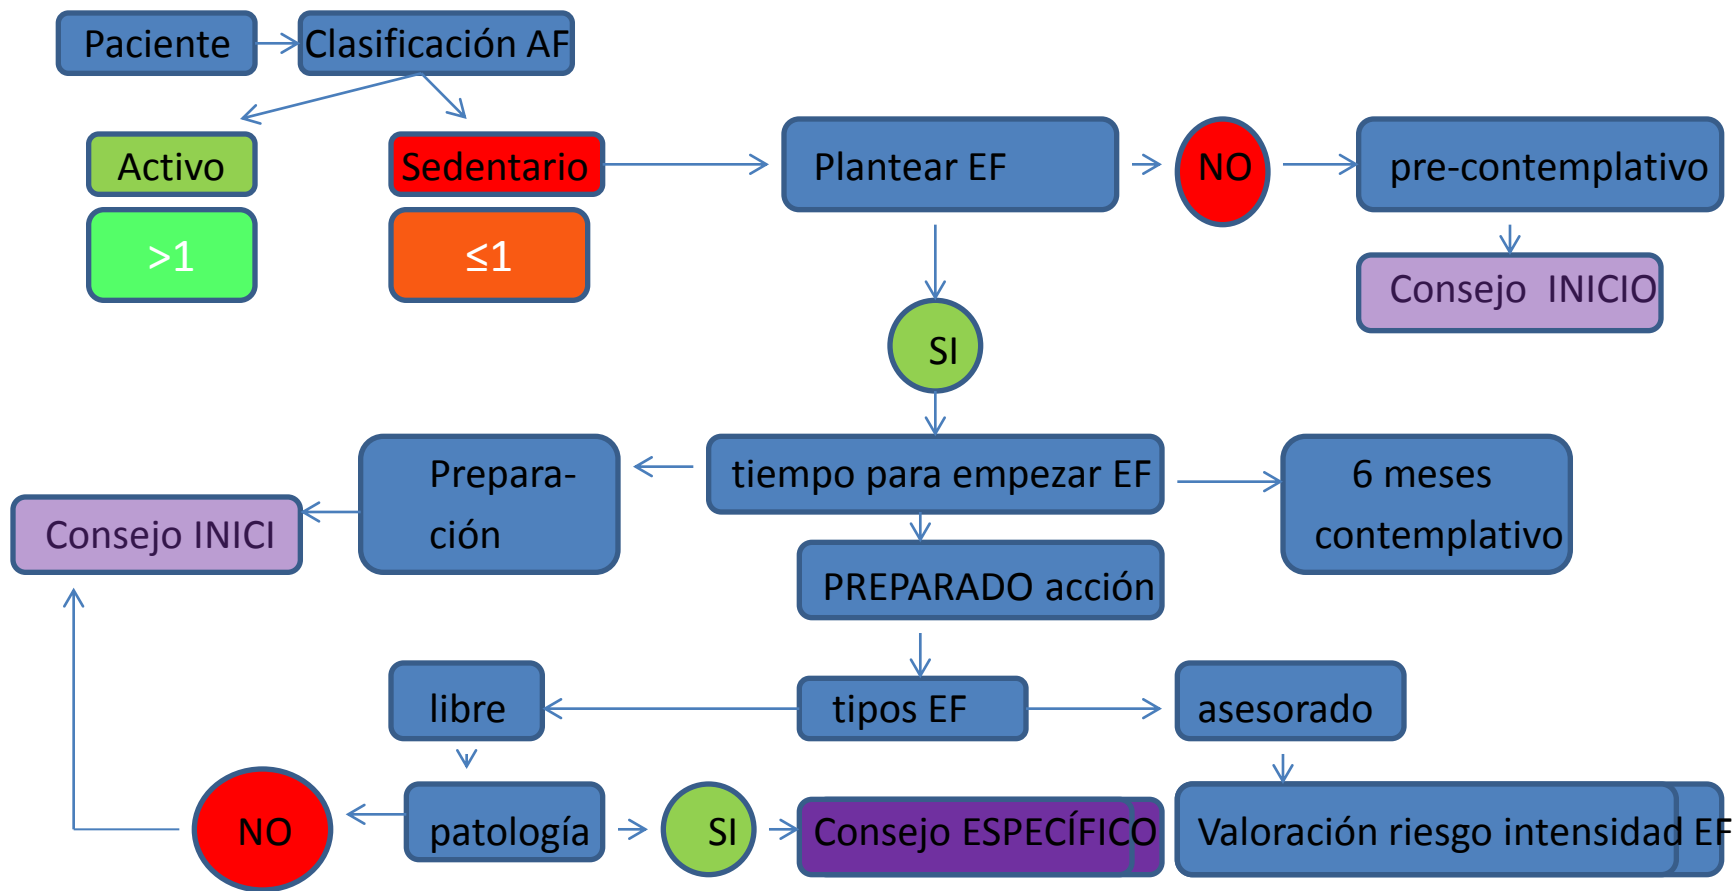 Paciente
Clasificación AF
Activo
Sedentario
Plantear EF
NO
pre-contemplativo
>1
≤1
Consejo INICIO
SI
Prepara-
ción
tiempo para empezar EF
6 meses
contemplativo
Consejo INICI
PREPARADO acción
libre
tipos EF
asesorado
NO
patología
SI
Consejo ESPECÍFICO
Valoración riesgo intensidad EF